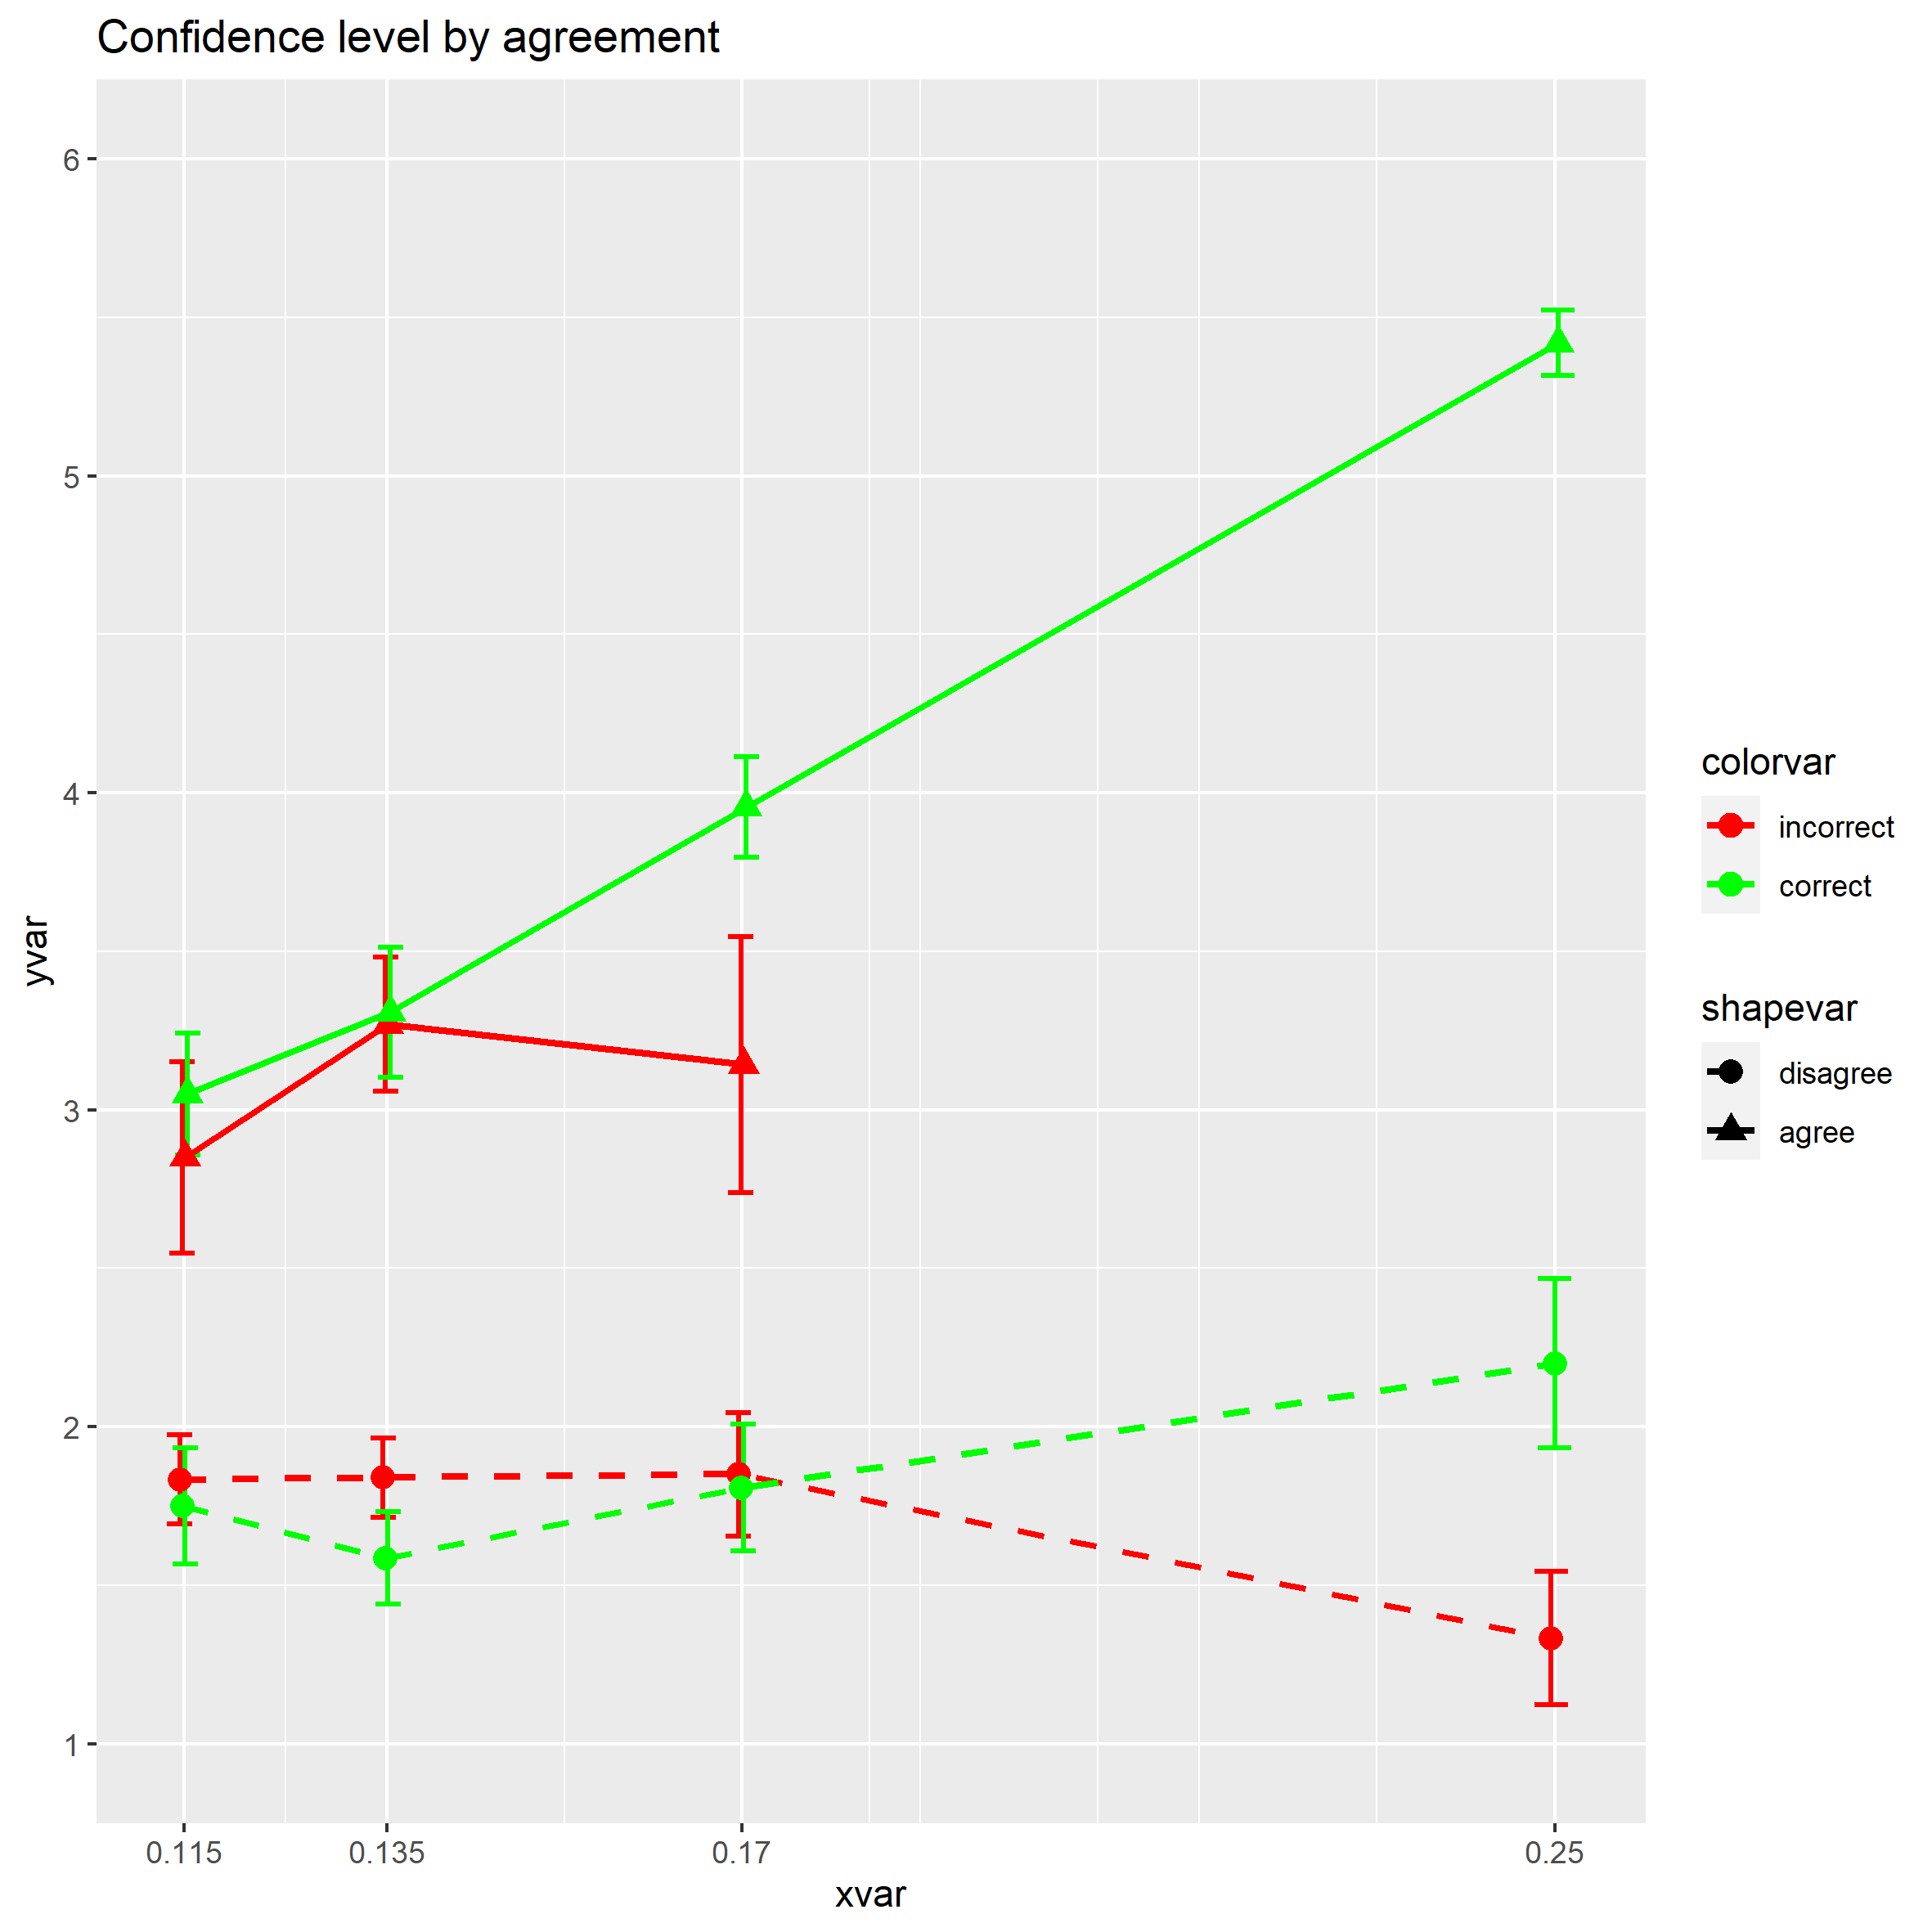 Confidence level by agreement
6
5
4
3
2
1
yvar
0.115
0.135
0.17
0.25
xvar
colorvar
incorrect
correct
shapevar
disagree
agree